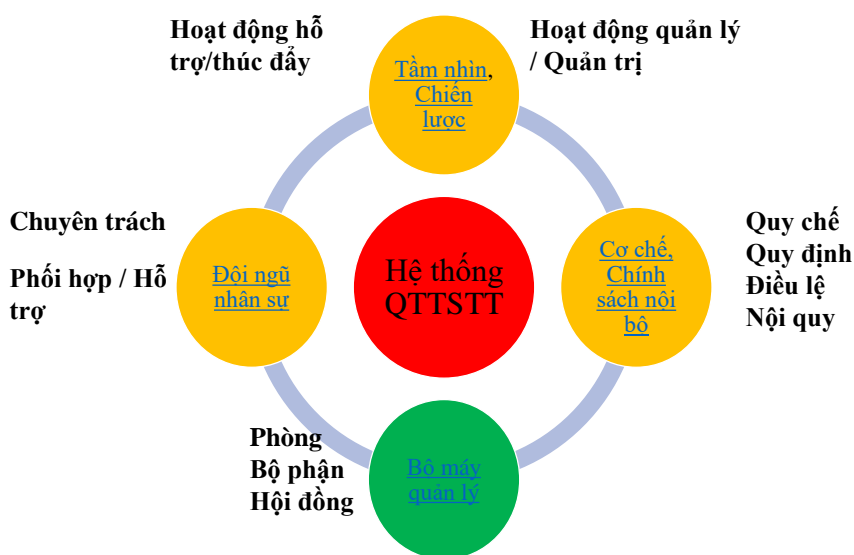 Hoạt động hỗ
trợ/thúc đẩy
Hoạt động quản lý
/ Quản trị
Tầm nhìn,
Chiến
lược
Chuyên trách
Phối hợp / Hỗ
trợ
Đội ngũ
nhân sự
Hệ thống
QTTSTT
Cơ chế,
Chính
sách nội
bộ
Quy chế
Quy định
Điều lệ
Nội quy
Phòng
Bộ phận
Hội đồng
Bộ máy
quản lý